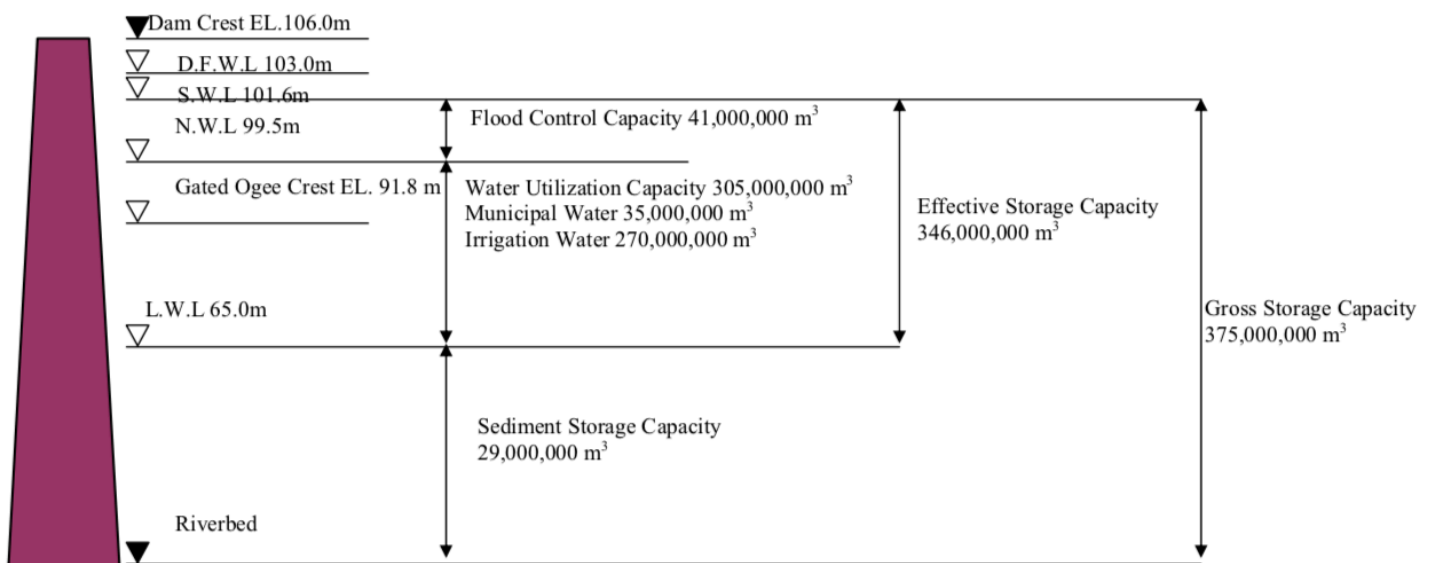 Dam Crest EL.106.0m
D.F.W.L 103.0m
S.W.L 101.6m
N.W.L 99.5m
Flood Control Capacity 41,000,000 m³
Gated Ogee Crest EL. 91.8 m
Water Utilization Capacity 305,000,000 m³
Municipal Water 35,000,000 m³
Irrigation Water 270,000,000 m³
Effective Storage Capacity
346,000,000 m³
L.W.L 65.0m
Gross Storage Capacity
375,000,000 m³
Sediment Storage Capacity
29,000,000 m³
Riverbed